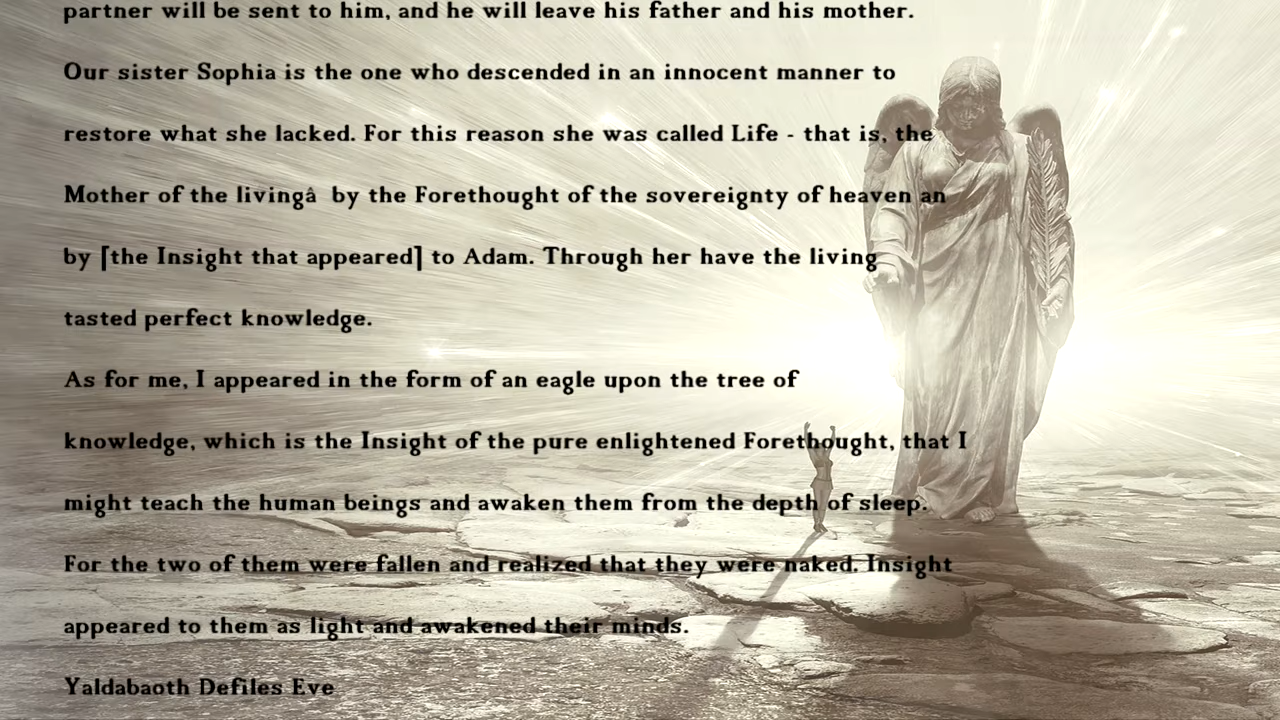 partner will be sent to him, and he will leave his father and his mother.
Our sister Sophia is the one who descended in an innocent manner to
restore what she lacked. For this reason she was called Life - that is, the
Mother of the livingâ  by the Forethought of the sovereignty of heaven an
by [the Insight that appeared] to Adam. Through her have the living
tasted perfect knowledge.
As for me, I appeared in the form of an eagle upon the tree of
knowledge, which is the Insight of the pure enlightened Forethought, that I
might teach the human beings and awaken them from the depth of sleep.
For the two of them were fallen and realized that they were naked. Insight
appeared to them as light and awakened their minds.
Yaldabaoth Defiles Eve